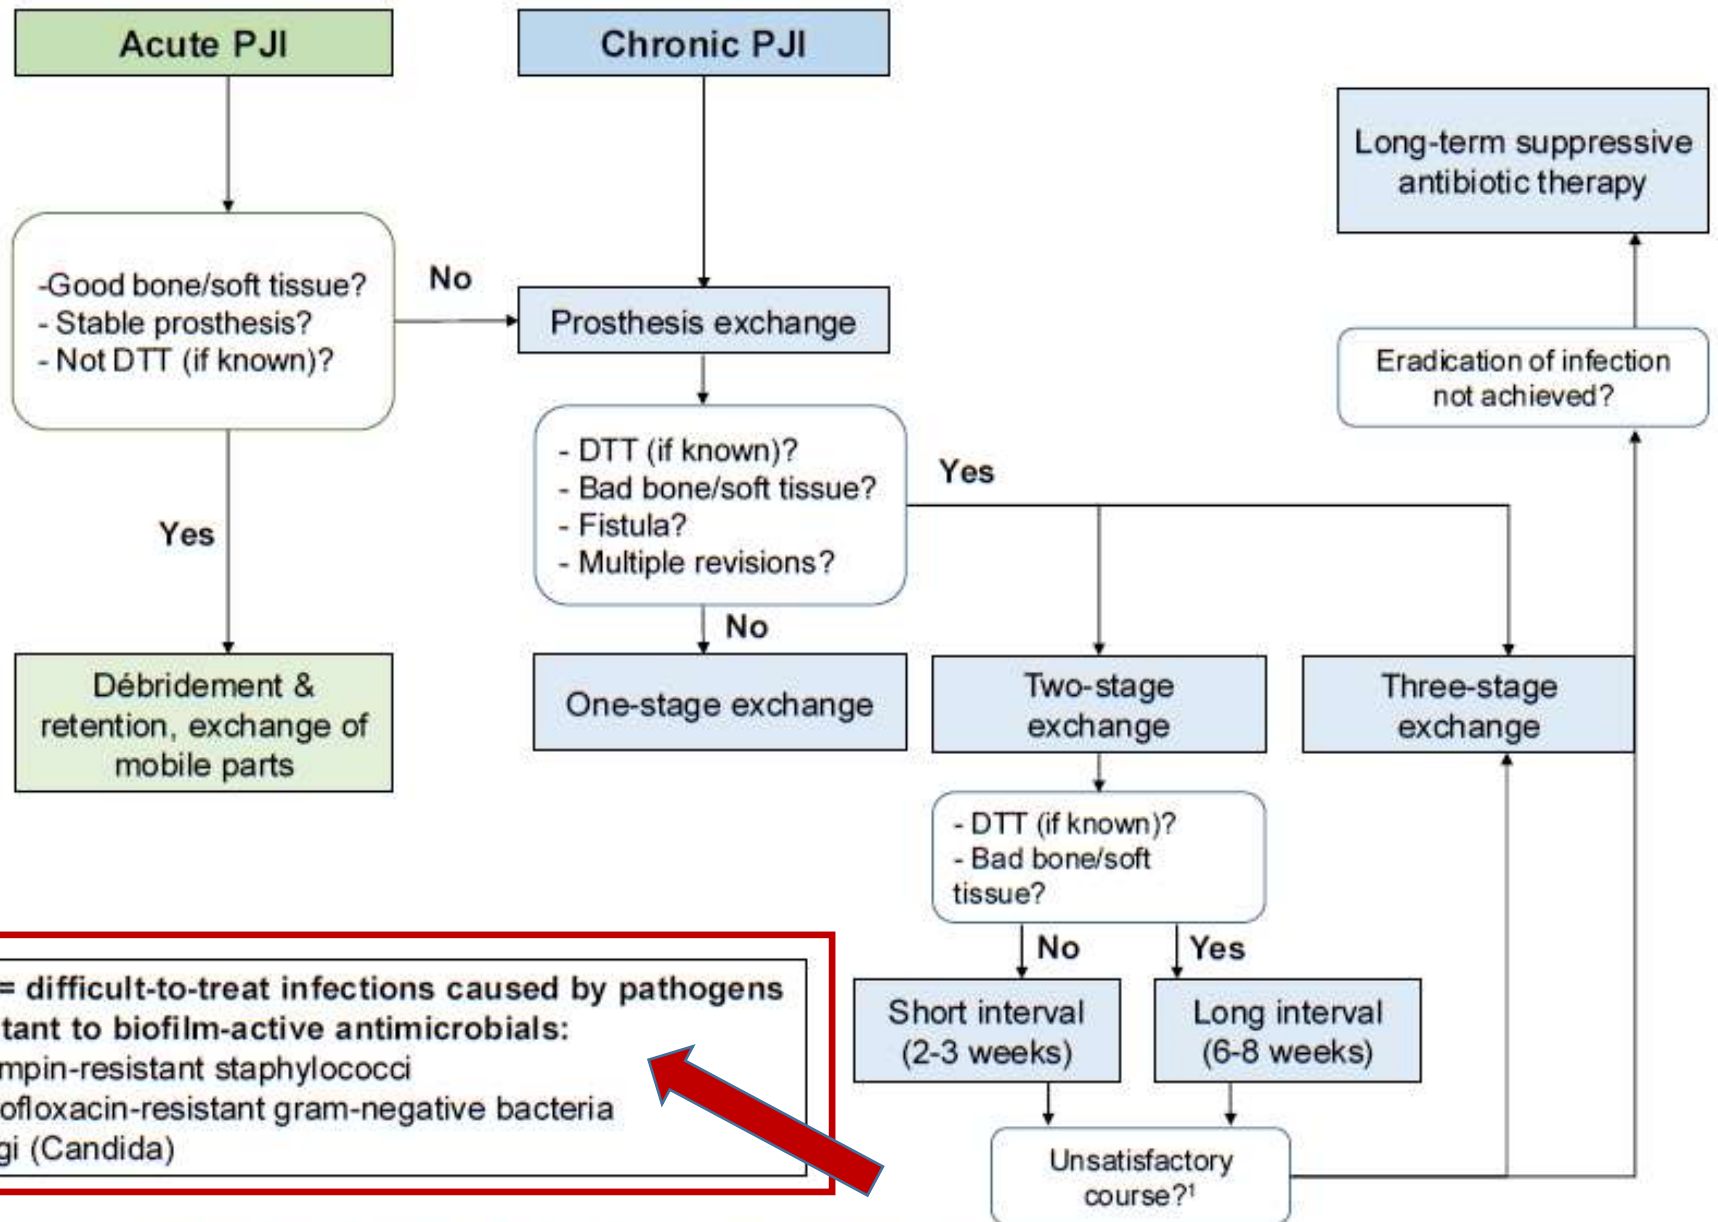 Acute PJI
Chronic PJI
Long-term suppressive
antibiotic therapy
-Good bone/soft tissue?
- Stable prosthesis?
- Not DTT (if known)?
No
Prosthesis exchange
Eradication of infection
not achieved?
- DTT (if known)?
- Bad bone/soft tissue?
- Fistula?
- Multiple revisions?
Yes
Yes
No
Débridement &
retention, exchange of
mobile parts
One-stage exchange
Two-stage
exchange
Three-stage
exchange
- DTT (if known)?
- Bad bone/soft
tissue?
No
Yes
Short interval
(2-3 weeks)
Long interval
(6-8 weeks)
Unsatisfactory
course?¹
= difficult-to-treat infections caused by pathogens
tant to biofilm-active antimicrobials:
mpin-resistant staphylococci
ofloxacin-resistant gram-negative bacteria
gi (Candida)